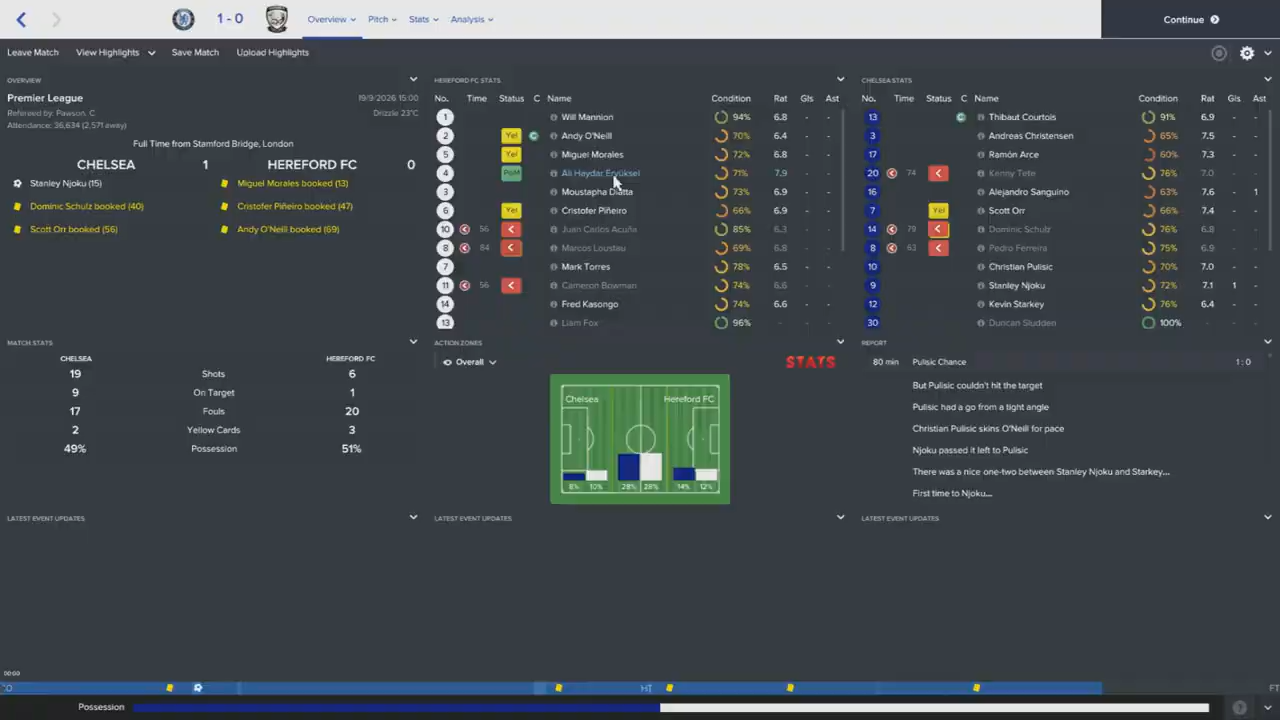 1 - 0
Overview
Pitch
Stats
Analysis
Continue
Leave Match
View Highlights
Save Match
Upload Highlights
OVERVIEW
Premier League
19/9/2026 15:00
Refereed by: Pawson, C
Drizzle 23°C
Attendance: 36,634 (2,571 away)
Full Time from Stamford Bridge, London
CHELSEA 1 HEREFORD FC 0
Stanley Njoku (15) Miguel Morales booked (13)
Dominic Schulz booked (40) Cristofer Piñeiro booked (47)
Scott Orr booked (56) Andy O'Neill booked (69)
HEREFORD FC STATS
No. Time Status C Name Condition Rat Gls Ast
1 Will Mannion 94% 6.8 - -
2 Yel C Andy O'Neill 70% 6.4 - -
5 Yel Miguel Morales 72% 6.8 - -
4 PoM Ali Haydar Eryüksel 71% 7.9 - -
3 Moustapha Diatta 73% 6.9 - -
6 Yel Cristofer Piñeiro 66% 6.9 - -
10 56 Juan Carlos Acuña 85% 6.3 - -
8 84 Marcos Loustau 69% 6.8 - -
7 Mark Torres 78% 6.5 - -
11 56 Cameron Bowman 74% 6.6 - -
14 Fred Kasongo 74% 6.6 - -
13 Liam Fox 96% - - -
CHELSEA STATS
No. Time Status C Name Condition Rat Gls Ast
13 C Thibaut Courtois 91% 6.9 - -
3 Andreas Christensen 65% 7.5 - -
17 Ramón Arce 60% 7.3 - -
20 74 Kenny Tete 76% 7.0 - -
16 Alejandro Sanguino 63% 7.6 - 1
7 Yel Scott Orr 66% 7.4 - -
14 79 Dominic Schulz 76% 6.8 - -
8 63 Pedro Ferreira 75% 6.9 - -
10 Christian Pulisic 70% 7.0 - -
9 Stanley Njoku 72% 7.1 1 -
12 Kevin Starkey 76% 6.4 - -
30 Duncan Sludden 100% - - -
MATCH STATS
CHELSEA HEREFORD FC
19 Shots 6
9 On Target 1
17 Fouls 20
2 Yellow Cards 3
49% Possession 51%
ACTION ZONES
Overall
STATS
Chelsea Hereford FC
8% 10% 28% 28% 14% 12%
REPORT
80 min Pulisic Chance 1 : 0
But Pulisic couldn't hit the target
Pulisic had a go from a tight angle
Christian Pulisic skins O'Neill for pace
Njoku passed it left to Pulisic
There was a nice one-two between Stanley Njoku and Starkey...
First time to Njoku...
LATEST EVENT UPDATES
LATEST EVENT UPDATES
LATEST EVENT UPDATES
00:00
HT
FT
Possession